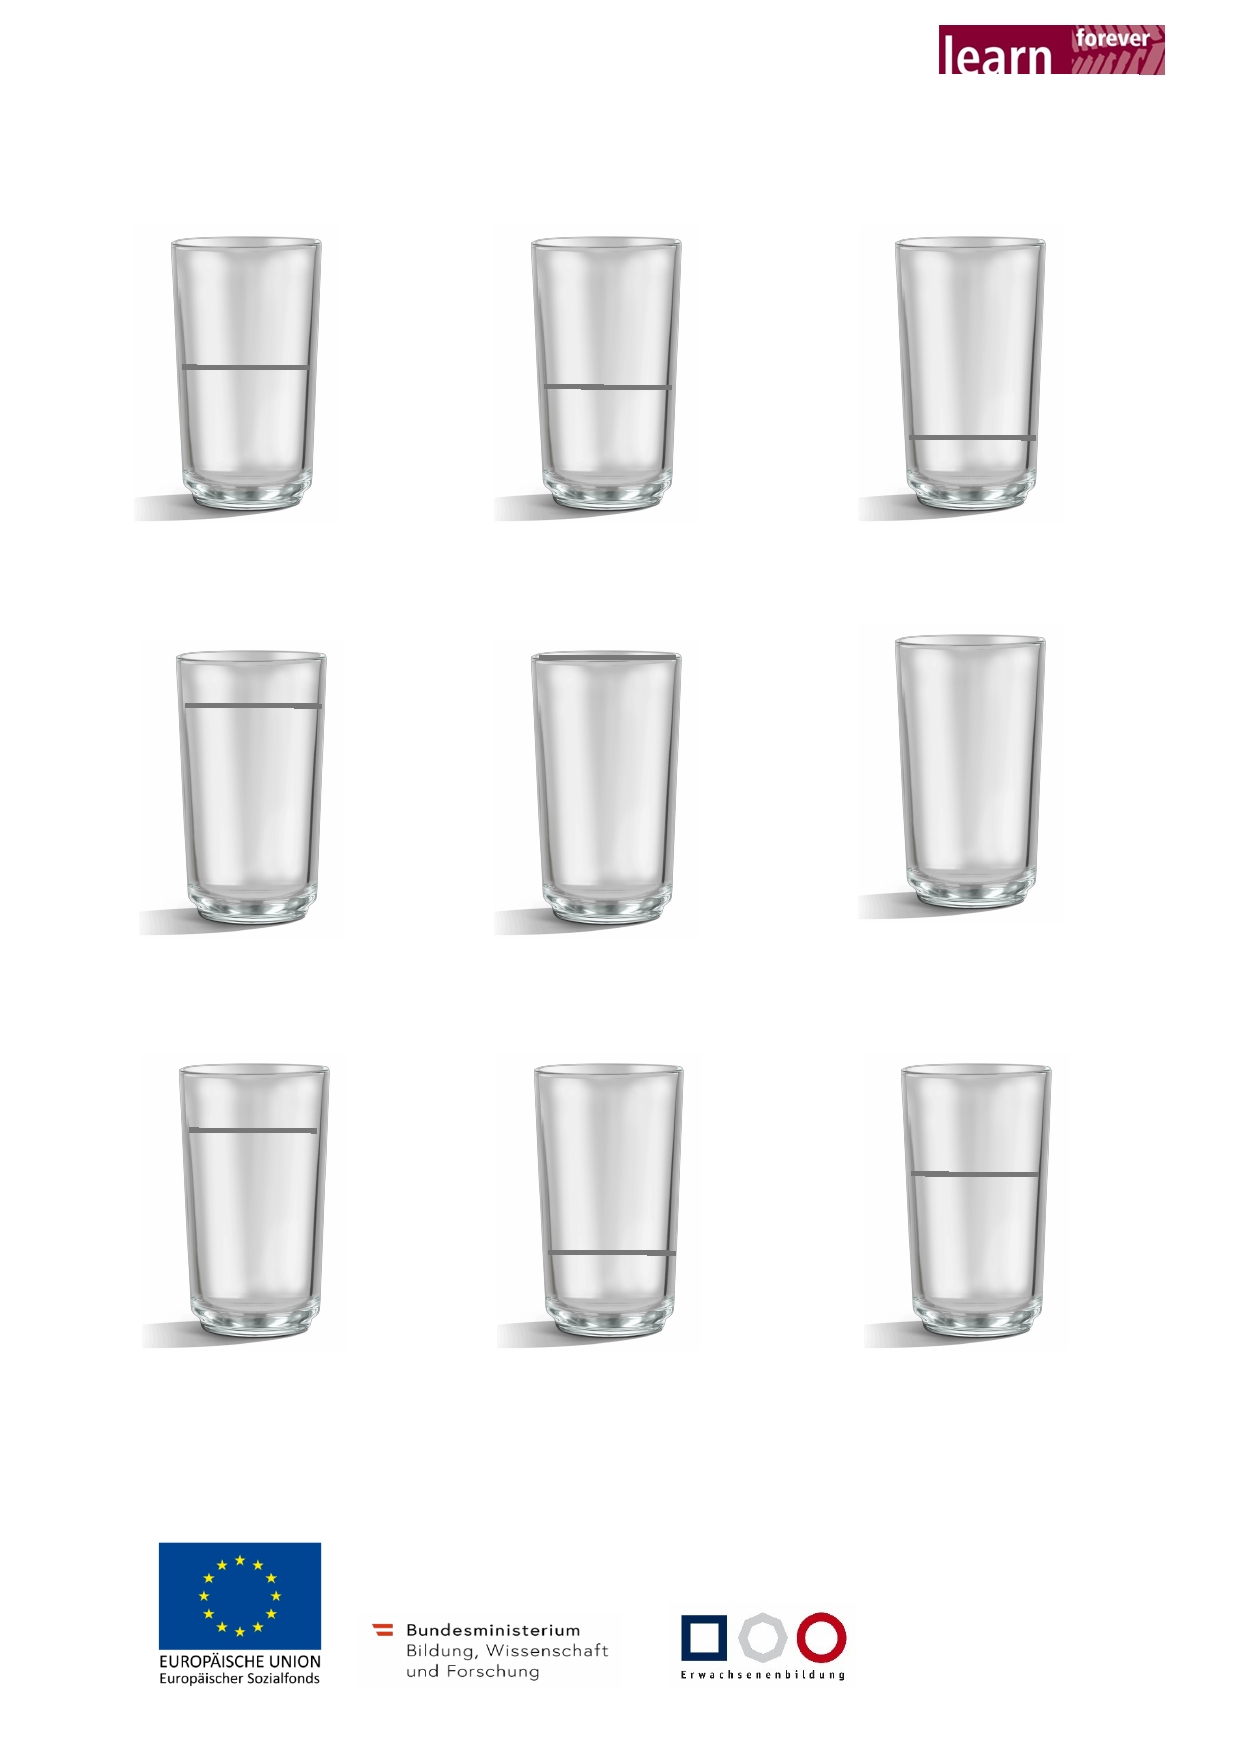 learn forever
EUROPÄISCHE UNION
Europäischer Sozialfonds
Bundesministerium
Bildung, Wissenschaft
und Forschung
Erwachsenenbildung